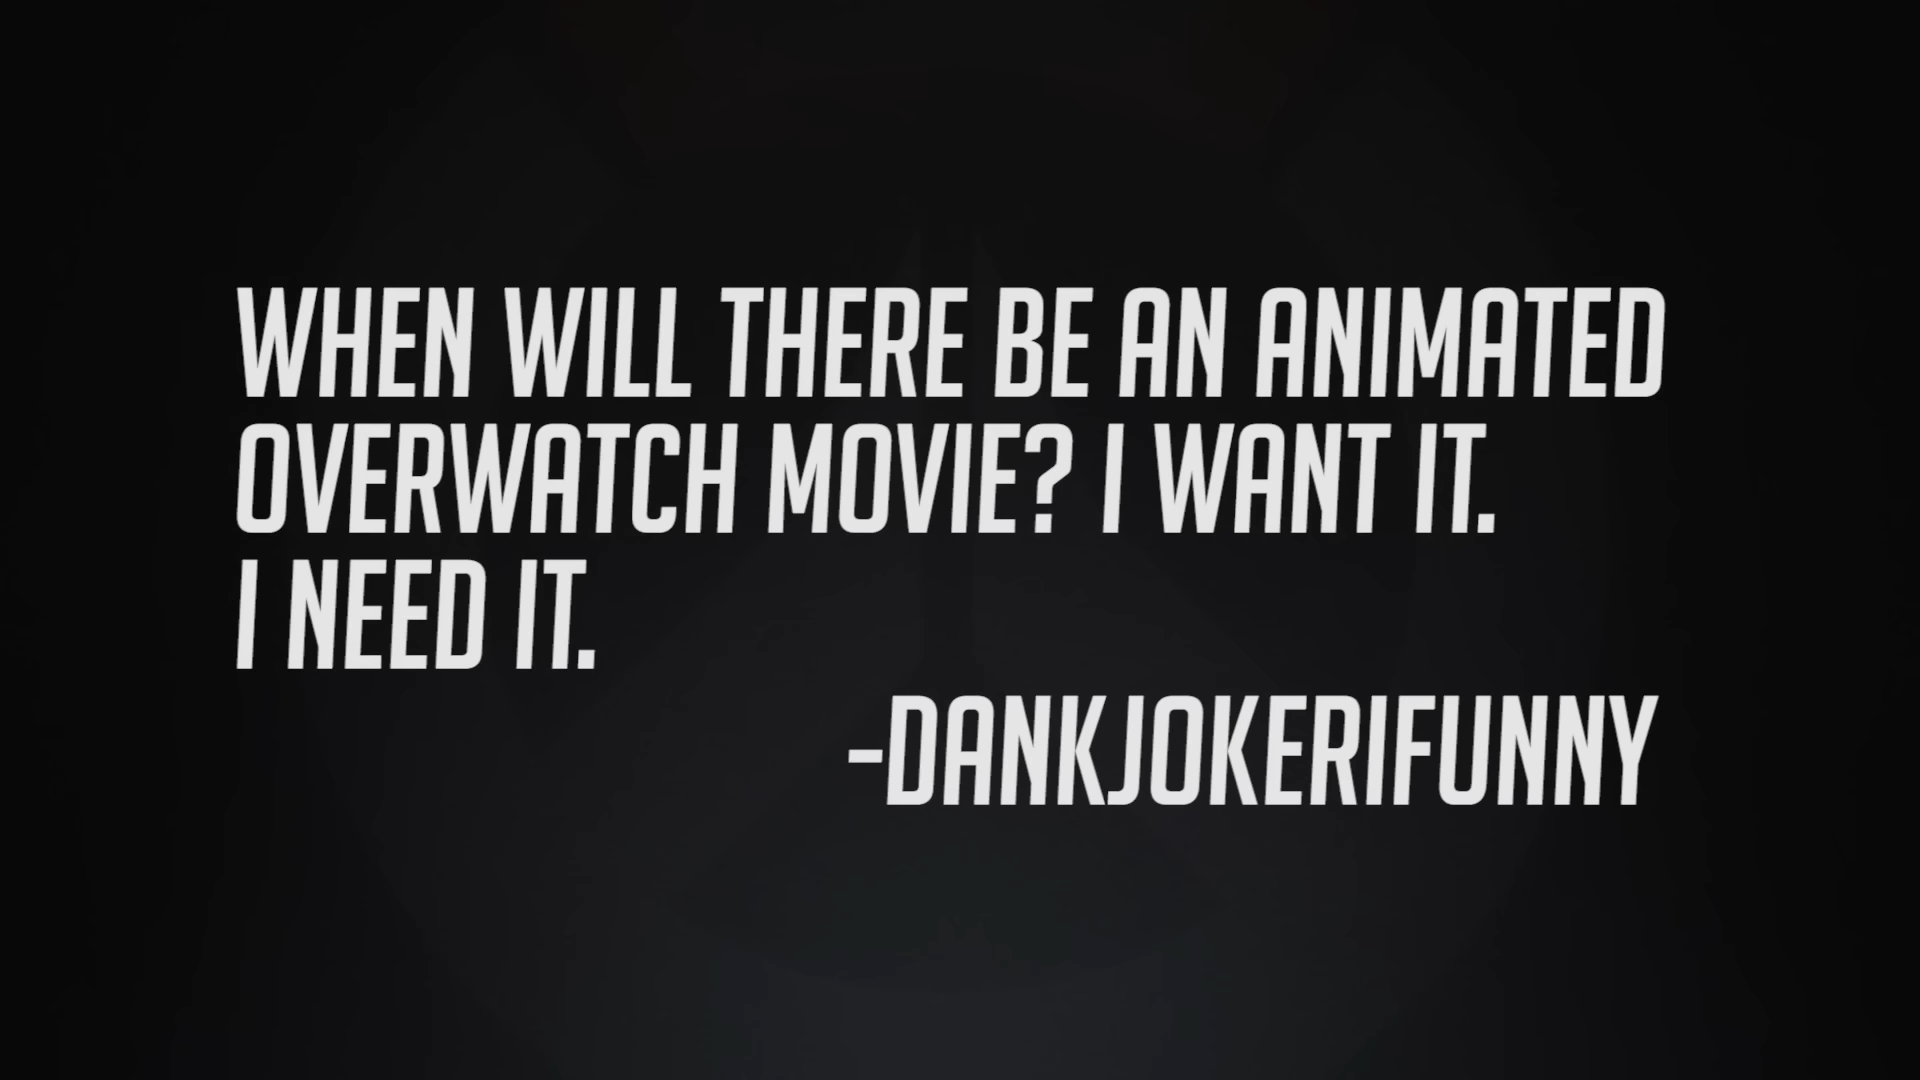 WHEN WILL THERE BE AN ANIMATED
OVERWATCH MOVIE? I WANT IT.
I NEED IT.
-DANKJOKERIFUNNY